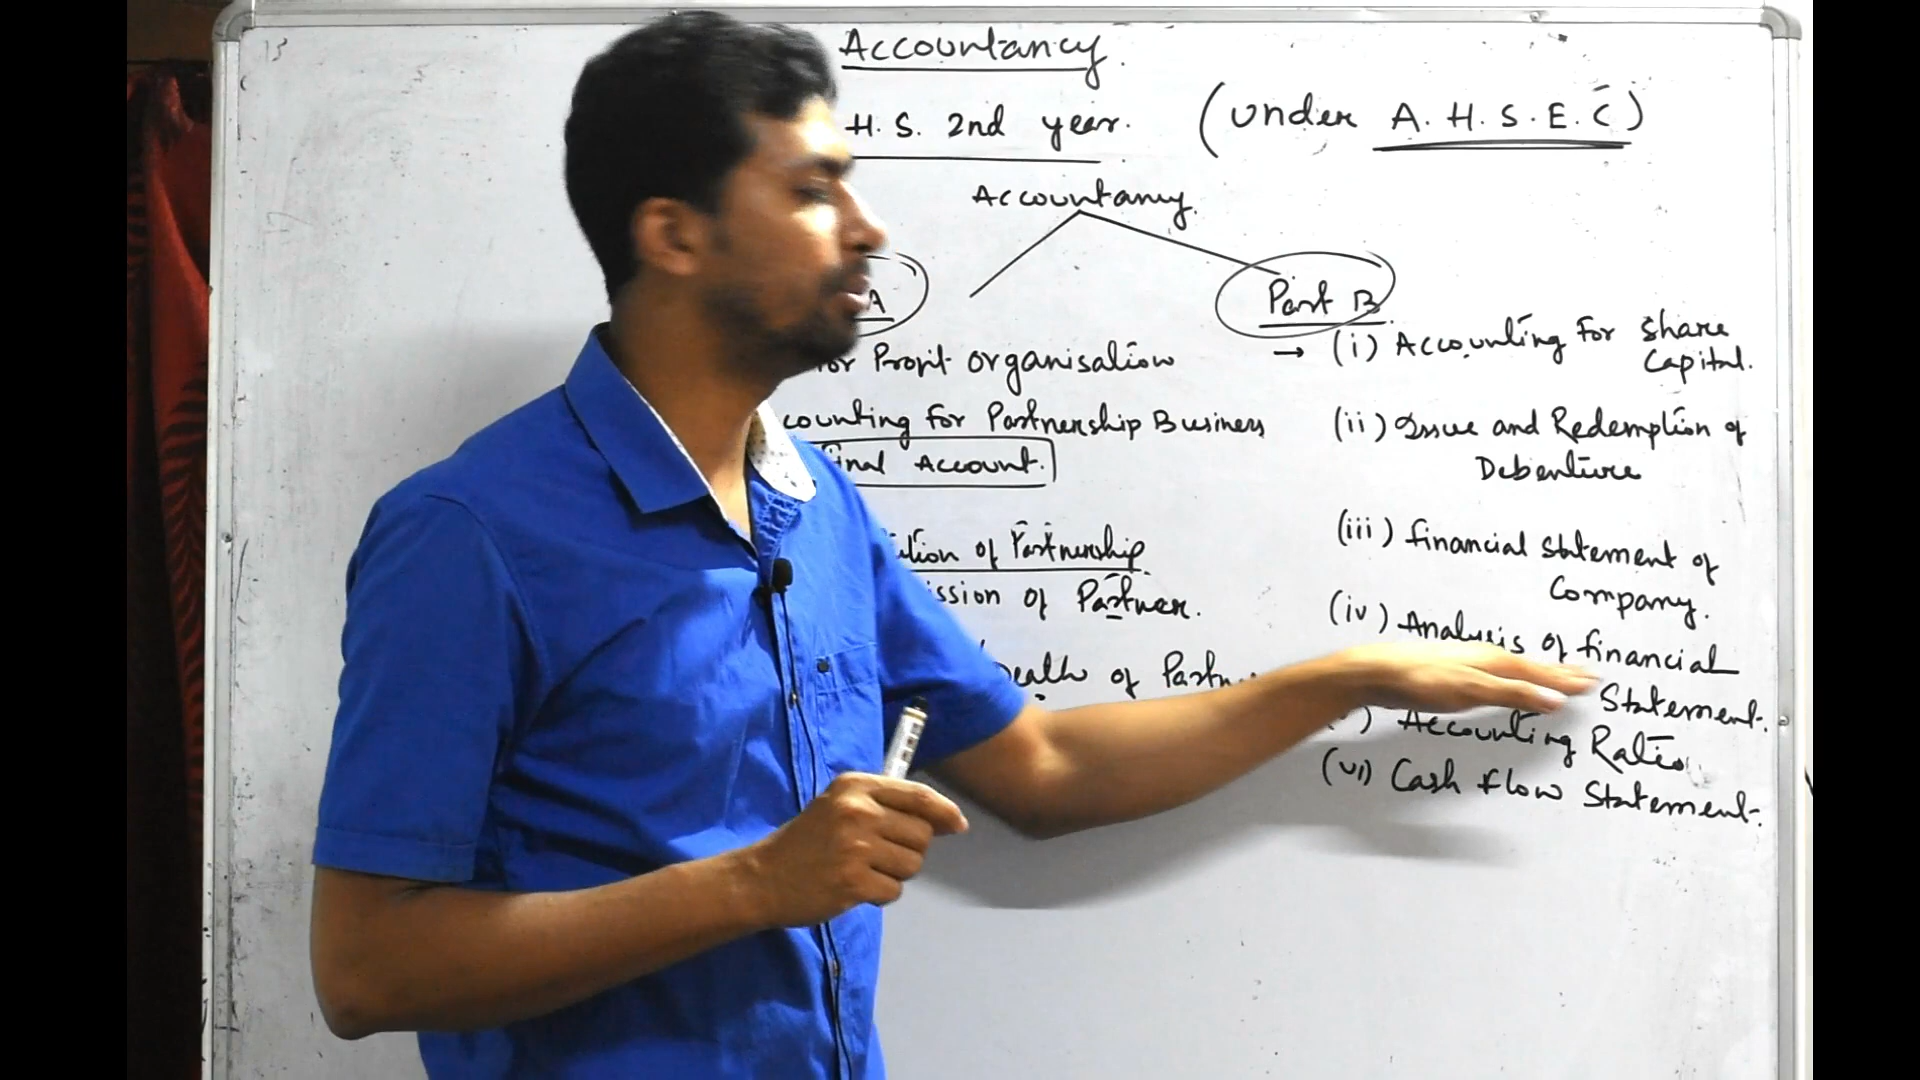 Accountancy.
H. S. 2nd year. (Under A. H. S. E. C)
Accountancy.
A
Part B
for Profit Organisation
counting for Partnership Business
inal Account.
ution of Partnership
ission of Partner.
Death of Partn
→ (i) Accounting for Share
Capital.
(ii) Issue and Redemption of
Debenture
(iii) Financial Statement of
Company.
(iv) Analysis of financial
Statement.
(v) Accounting Ratio
(vi) Cash flow Statement.